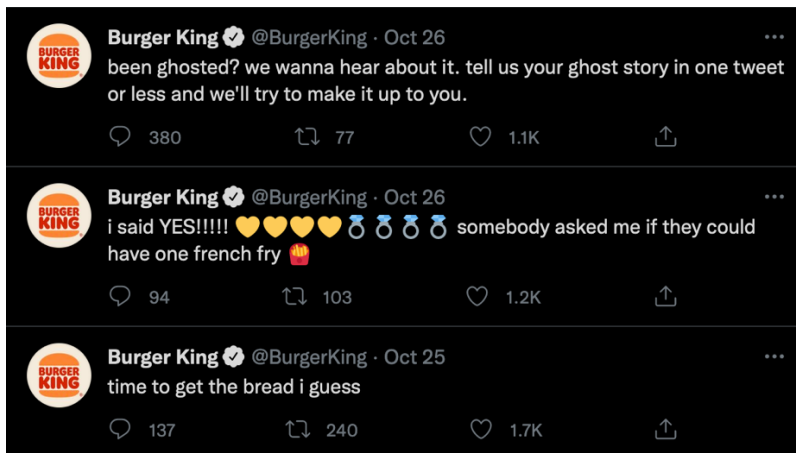 BURGER
KING
Burger King @BurgerKing · Oct 26
been ghosted? we wanna hear about it. tell us your ghost story in one tweet
or less and we'll try to make it up to you.
380 77 1.1K
BURGER
KING
Burger King @BurgerKing · Oct 26
i said YES!!!!! 💛💛💛💛💍💍💍💍 somebody asked me if they could
have one french fry 🍟
94 103 1.2K
BURGER
KING
Burger King @BurgerKing · Oct 25
time to get the bread i guess
137 240 1.7K